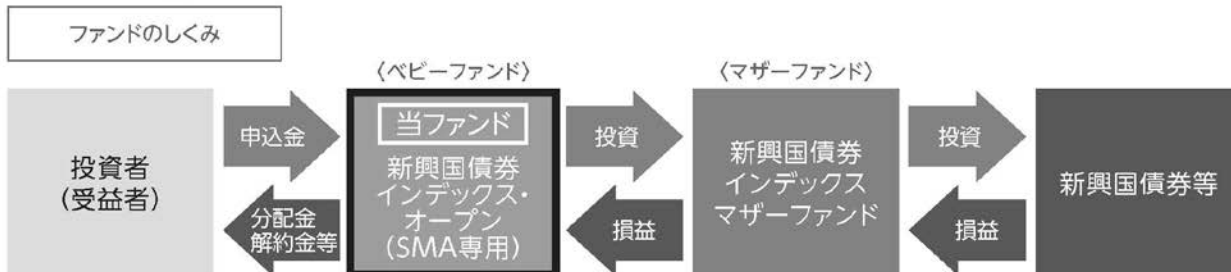 ファンドのしくみ
〈ベビーファンド〉
〈マザーファンド〉
投資者
(受益者)
申込金
分配金
解約金等
当ファンド
新興国債券
インデックス・
オープン
(SMA専用)
投資
損益
新興国債券
インデックス
マザーファンド
投資
損益
新興国債券等